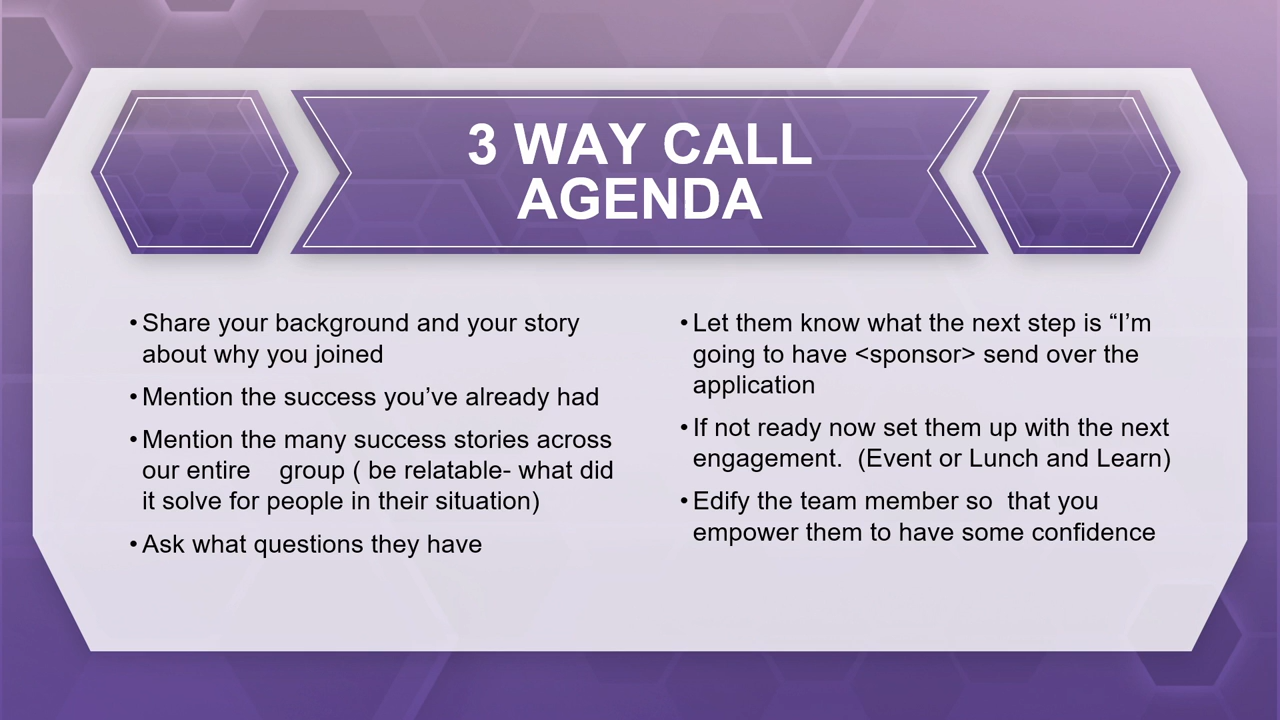 3 WAY CALL
AGENDA
• Share your background and your story
about why you joined
• Mention the success you’ve already had
• Mention the many success stories across
our entire    group ( be relatable- what did
it solve for people in their situation)
• Ask what questions they have
• Let them know what the next step is “I’m
going to have <sponsor> send over the
application
• If not ready now set them up with the next
engagement.  (Event or Lunch and Learn)
• Edify the team member so  that you
empower them to have some confidence